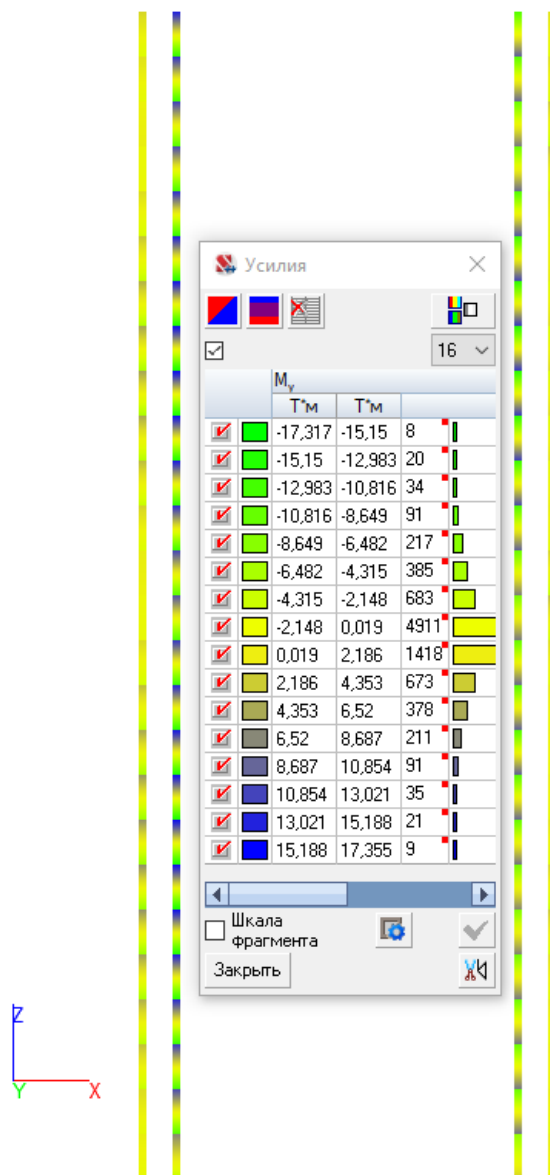 Усилия
16
My
Т*м Т*м
-17,317 -15,15 8
-15,15 -12,983 20
-12,983 -10,816 34
-10,816 -8,649 91
-8,649 -6,482 217
-6,482 -4,315 385
-4,315 -2,148 683
-2,148 0,019 4911
0,019 2,186 1418
2,186 4,353 673
4,353 6,52 378
6,52 8,687 211
8,687 10,854 91
10,854 13,021 35
13,021 15,188 21
15,188 17,355 9
Шкала
фрагмента
Закрыть
Z
Y X